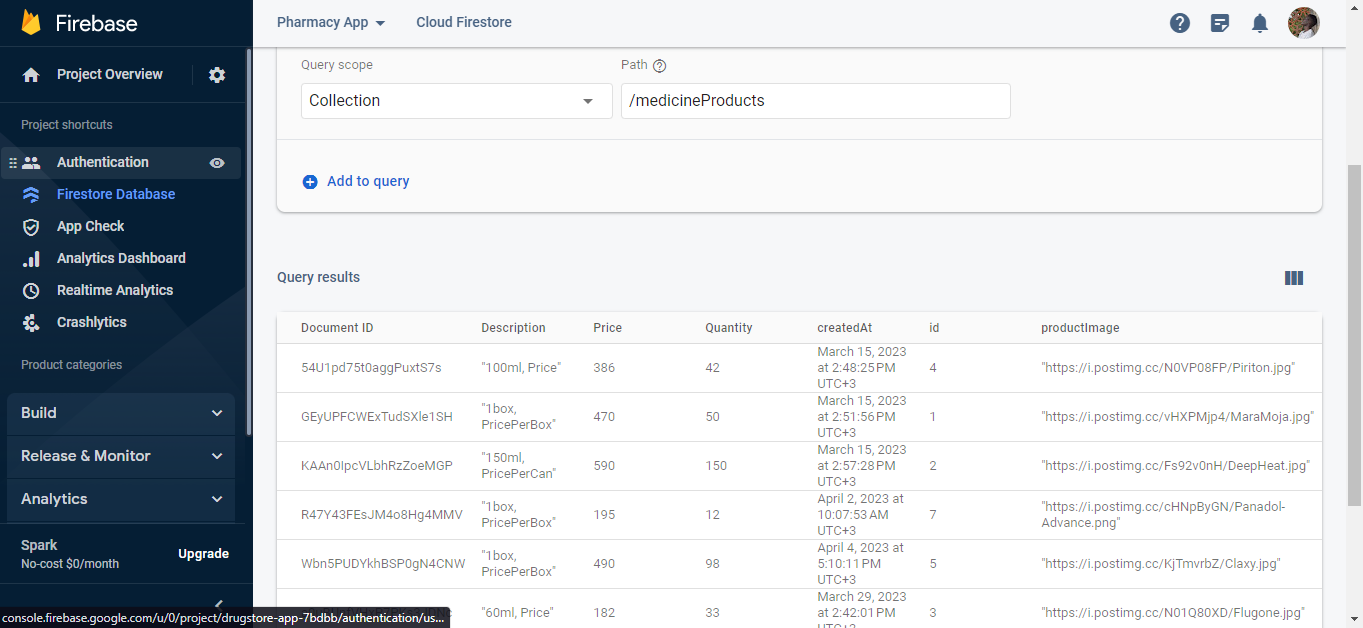 Firebase
Pharmacy App
Cloud Firestore
Project Overview
Project shortcuts
Authentication
Firestore Database
App Check
Analytics Dashboard
Realtime Analytics
Crashlytics
Product categories
Build
Release & Monitor
Analytics
Spark
No-cost $0/month
Upgrade
console.firebase.google.com/u/0/project/drugstore-app-7bdbb/authentication/us...
Query scope
Path
Collection
/medicineProducts
Add to query
Query results
Document ID Description Price Quantity createdAt id productImage
March 15, 2023
54U1pd75t0aggPuxtS7s "100ml, Price" 386 42 at 2:48:25 PM 4 "https://i.postimg.cc/N0VP08FP/Piriton.jpg"
UTC+3
"1box, March 15, 2023
GEyUPFCWExTudSXle1SH 470 50 at 2:51:56 PM 1 "https://i.postimg.cc/vHXPMjp4/MaraMoja.jpg"
PricePerBox" UTC+3
"150ml, March 15, 2023
KAAn0IpcVLbhRzZoeMGP 590 150 at 2:57:28 PM 2 "https://i.postimg.cc/Fs92v0nH/DeepHeat.jpg"
PricePerCan" UTC+3
"1box, April 2, 2023 at "https://i.postimg.cc/cHNpByGN/Panadol-
R47Y43FEsJM4o8Hg4MMV 195 12 10:07:53 AM 7
PricePerBox" UTC+3 Advance.png"
"1box, April 4, 2023 at
Wbn5PUDYkhBSP0gN4CNW 490 98 5:10:11 PM 5 "https://i.postimg.cc/KjTmvrbZ/Claxy.jpg"
PricePerBox" UTC+3
March 29, 2023
"60ml, Price" 182 33 at 2:42:01 PM 3 "https://i.postimg.cc/N01Q80XD/Flugone.jpg"
UTC+3